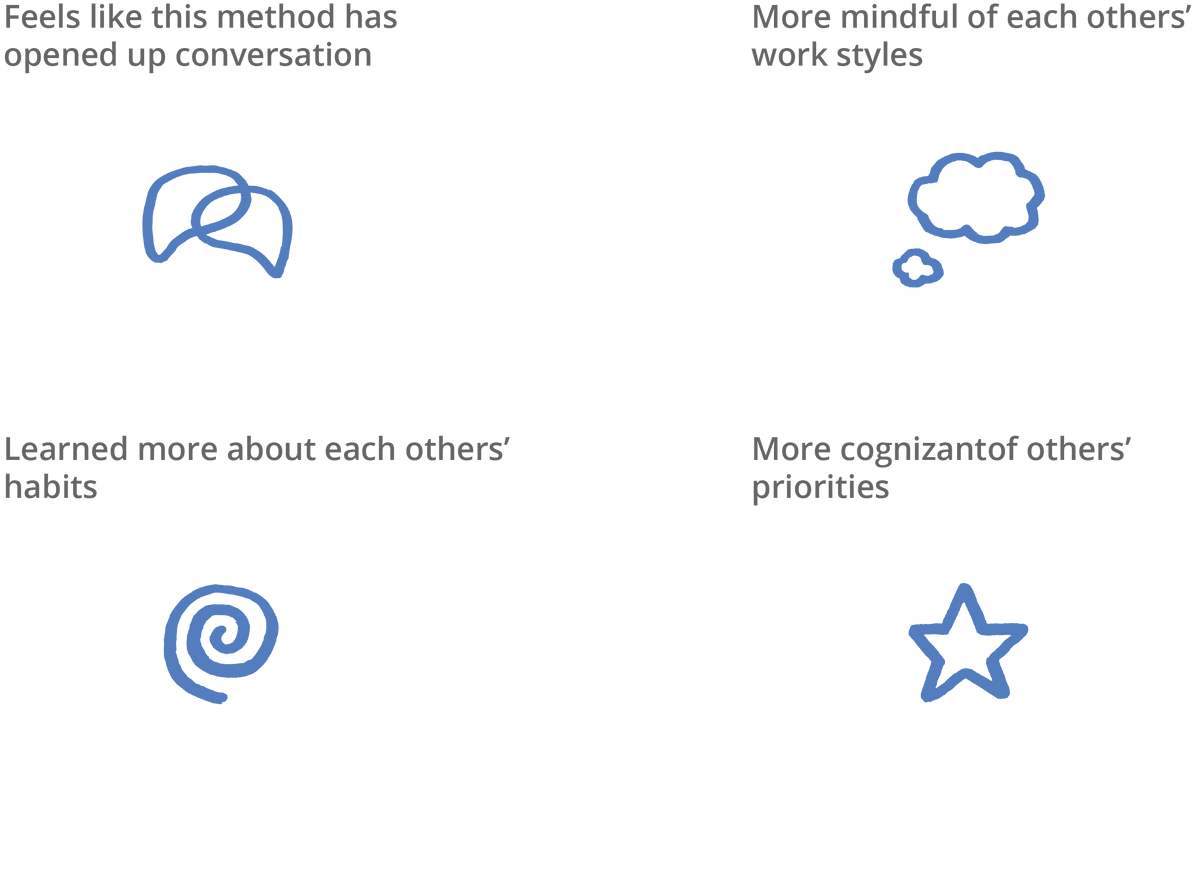 Feels like this method has
opened up conversation
More mindful of each others’
work styles
Learned more about each others’
habits
More cognizantof others’
priorities